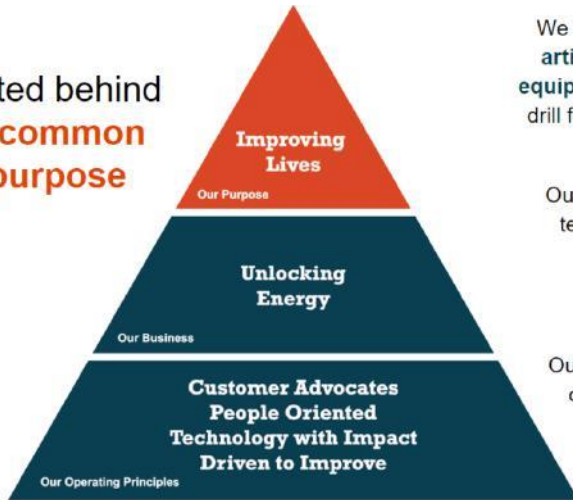 ted behind
common
purpose
Improving
Lives
Our Purpose
Unlocking
Energy
Our Business
Customer Advocates
People Oriented
Technology with Impact
Driven to Improve
Our Operating Principles
We
arti
equip
drill f
Ou
te
Ou